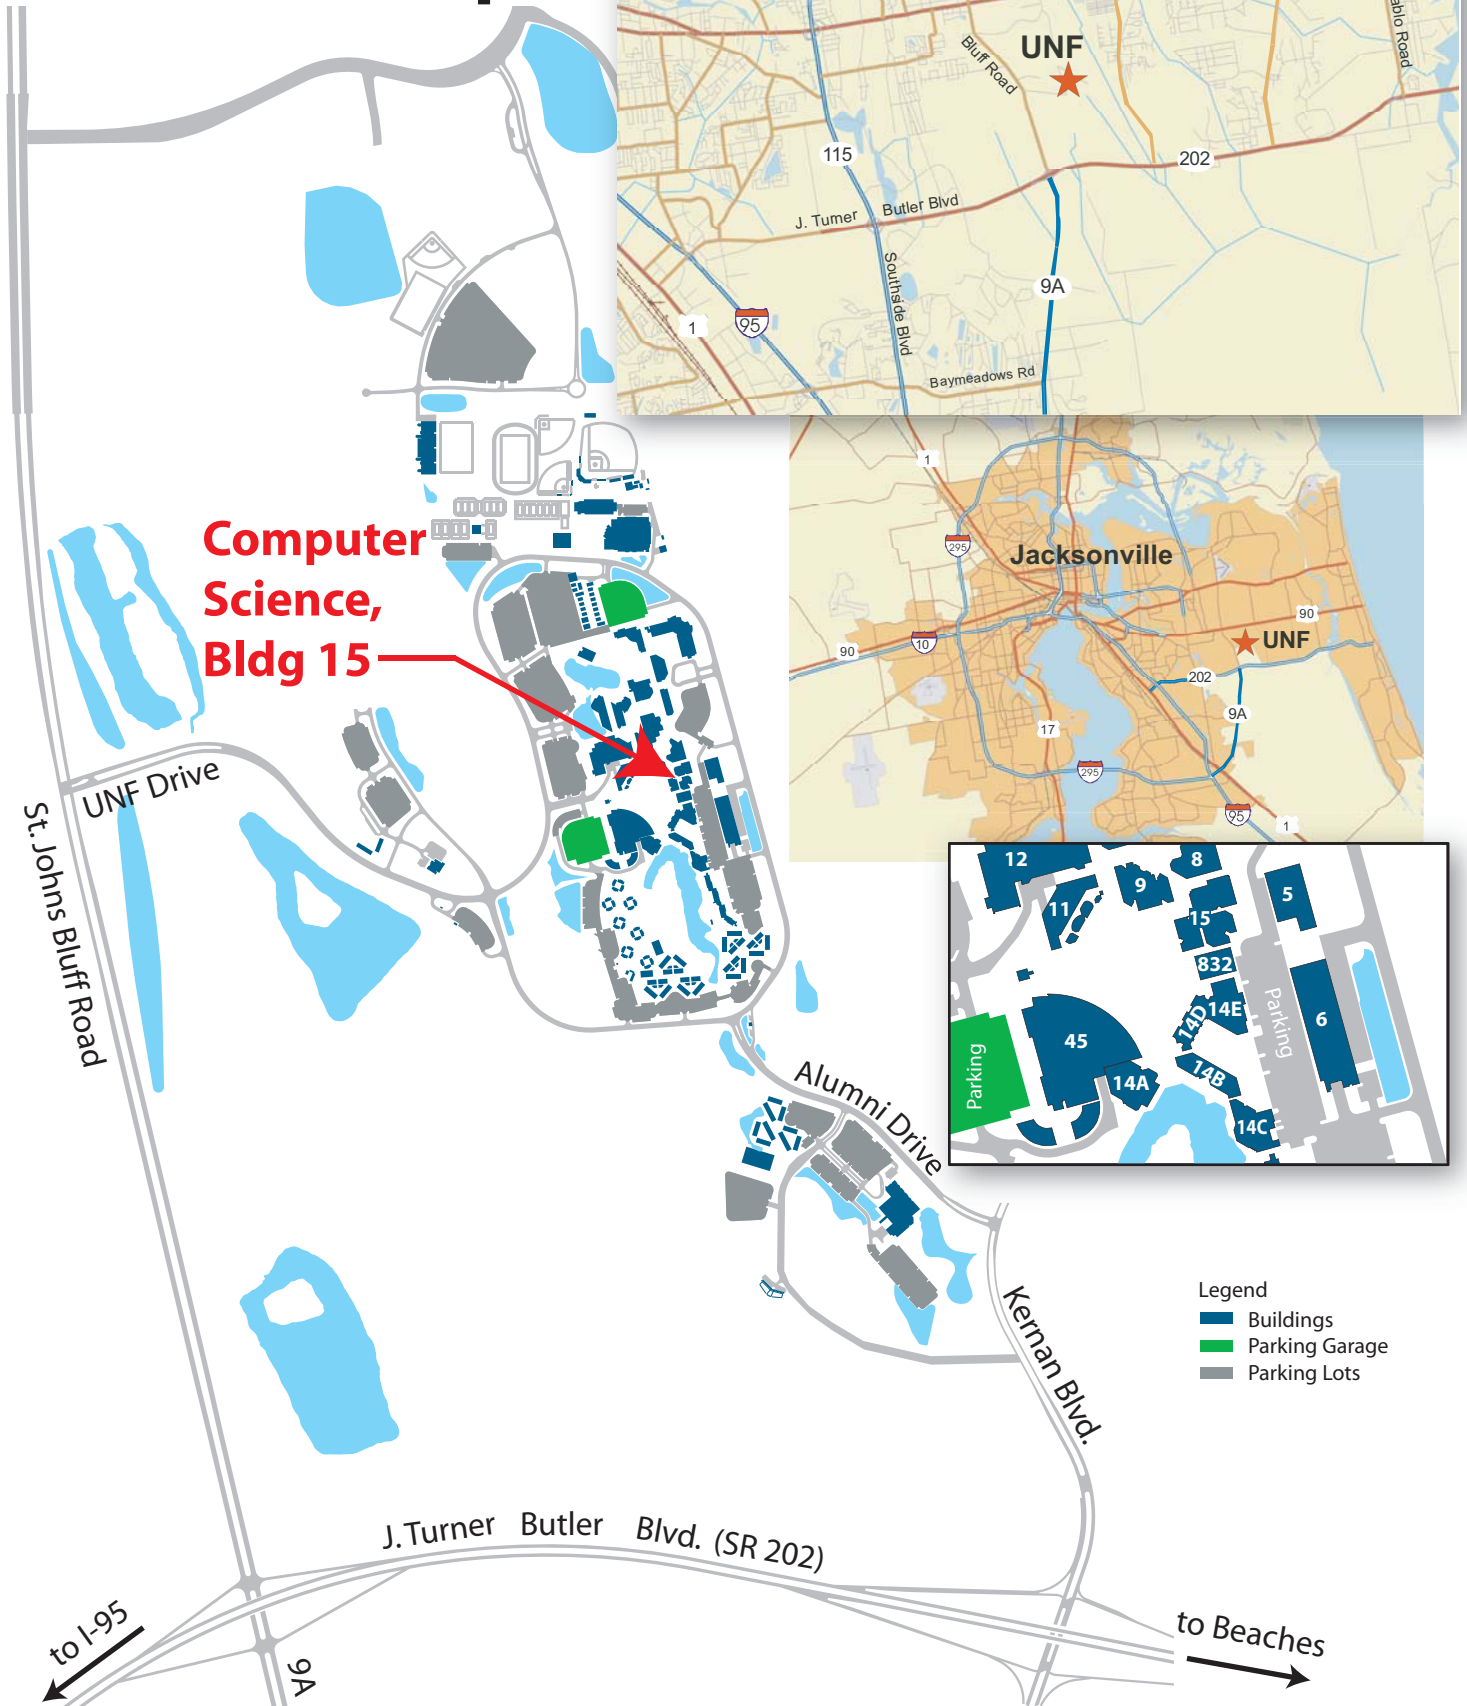 UNF
Bluff Road
ablo Road
115
202
J. Turner Butler Blvd
Southside Blvd
9A
95
1
Baymeadows Rd
1
295
Jacksonville
90
10
90
UNF
202
9A
17
295
95
1
Computer
Science,
Bldg 15
UNF Drive
St. Johns Bluff Road
12
8
9
5
11
15
832
14E
14D
Parking
6
45
14B
14A
Parking
14C
Alumni Drive
Kernan Blvd.
Legend
Buildings
Parking Garage
Parking Lots
J. Turner Butler Blvd. (SR 202)
to I-95
9A
to Beaches